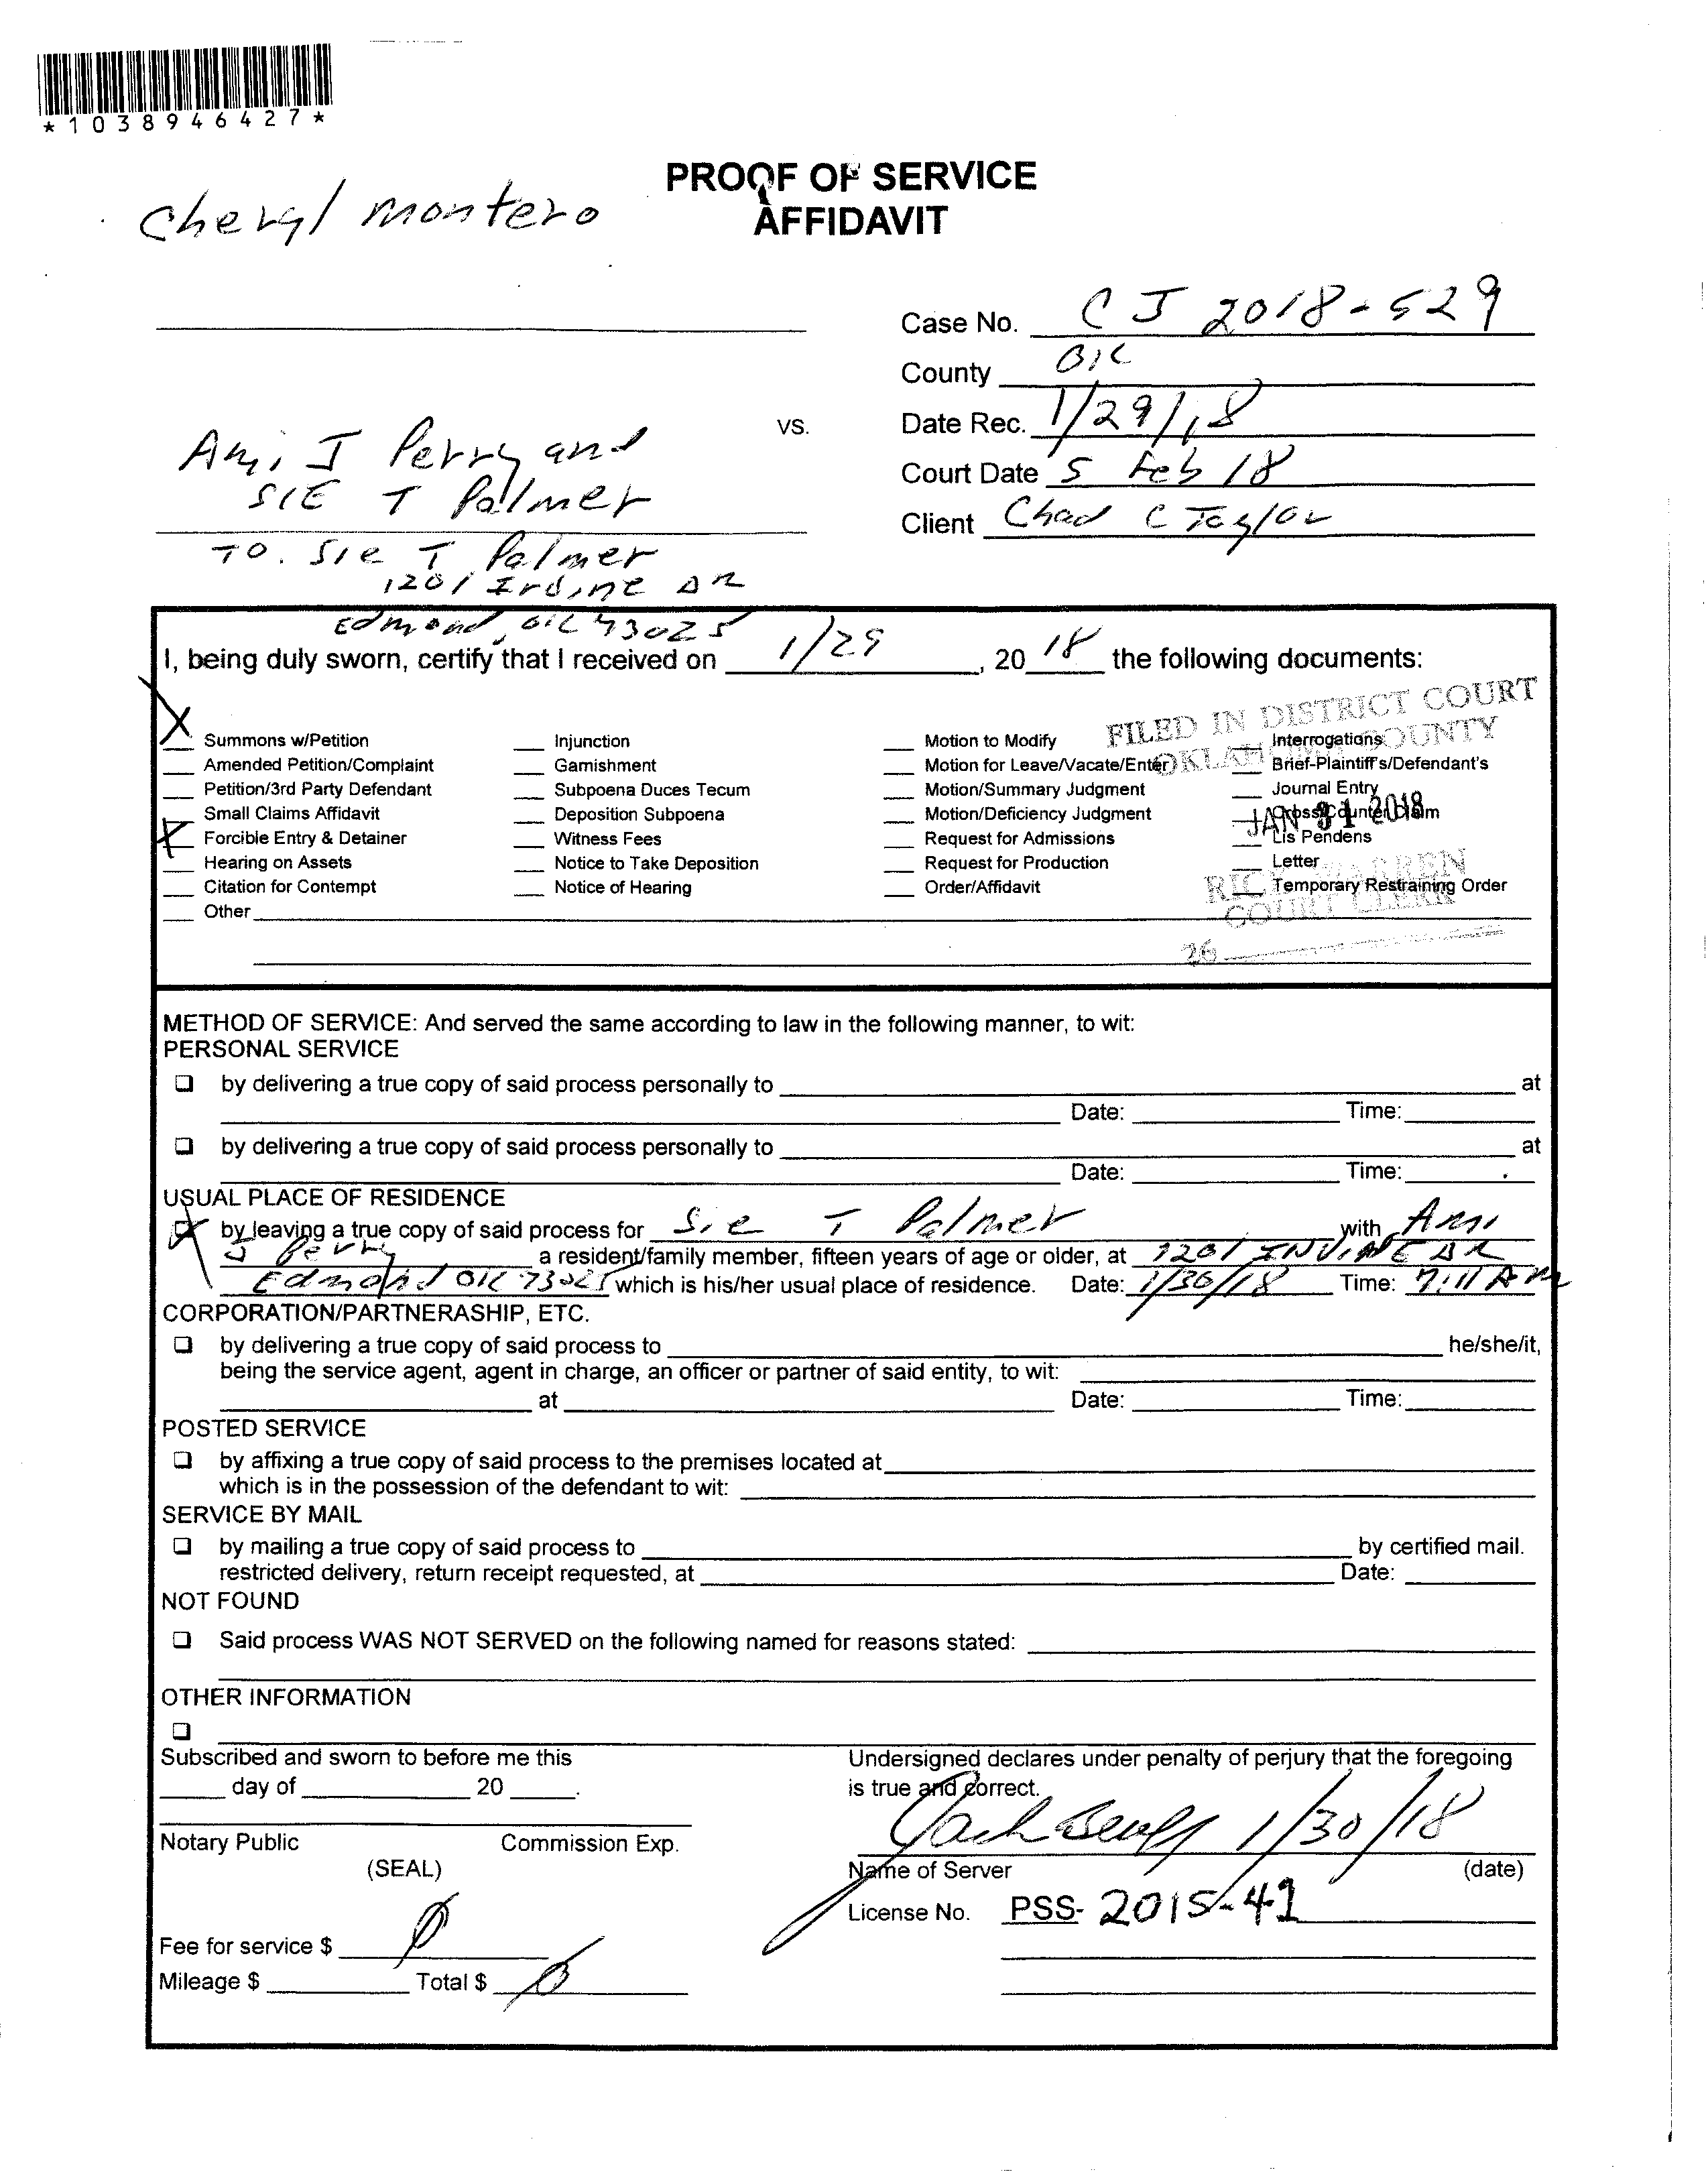 *1038946427*
PROOF OF SERVICE
AFFIDAVIT
Cheryl Montero
Case No. CJ 2018-529
County OK
vs.
Date Rec. 1/29/18
Ami J Perry and
SIE T Palmer
Court Date 5 Feb 18
Client Chad C Taylor
TO. Sie T Palmer
1201 DR
Edmond, OK 73025
I, being duly sworn, certify that I received on 1/29, 2018 the following documents:
FILED IN DISTRICT COURT
OKLAHOMA COUNTY
JAN 31 2018
RICK WARREN
COURT CLERK
26
X Summons w/Petition ___ Injunction ___ Motion to Modify ___ Interrogations
___ Amended Petition/Complaint ___ Garnishment ___ Motion for Leave/Vacate/Enter ___ Brief-Plaintiff's/Defendant's
___ Petition/3rd Party Defendant ___ Subpoena Duces Tecum ___ Motion/Summary Judgment ___ Journal Entry
___ Small Claims Affidavit ___ Deposition Subpoena ___ Motion/Deficiency Judgment ___ Cross/Counter Claim
X Forcible Entry & Detainer ___ Witness Fees ___ Request for Admissions ___ Lis Pendens
___ Hearing on Assets ___ Notice to Take Deposition ___ Request for Production ___ Letter
___ Citation for Contempt ___ Notice of Hearing ___ Order/Affidavit ___ Temporary Restraining Order
___ Other
METHOD OF SERVICE: And served the same according to law in the following manner, to wit:
PERSONAL SERVICE
by delivering a true copy of said process personally to ___ at
Date: ___ Time: ___
by delivering a true copy of said process personally to ___ at
Date: ___ Time: ___
USUAL PLACE OF RESIDENCE
X by leaving a true copy of said process for Sie T Palmer with Ami
J Perry a resident/family member, fifteen years of age or older, at 1201 DR
Edmond OK 73025 which is his/her usual place of residence. Date: 1/30/18 Time: 7:11 AM
CORPORATION/PARTNERASHIP, ETC.
by delivering a true copy of said process to ___ he/she/it,
being the service agent, agent in charge, an officer or partner of said entity, to wit:
___ at ___ Date: ___ Time: ___
POSTED SERVICE
by affixing a true copy of said process to the premises located at
which is in the possession of the defendant to wit:
SERVICE BY MAIL
by mailing a true copy of said process to ___ by certified mail.
restricted delivery, return receipt requested, at ___ Date: ___
NOT FOUND
Said process WAS NOT SERVED on the following named for reasons stated:
OTHER INFORMATION
Subscribed and sworn to before me this
___ day of ___ 20 ___.
Undersigned declares under penalty of perjury that the foregoing
is true and correct.
Jack 1/30/18
Notary Public Commission Exp.
(SEAL)
Name of Server (date)
License No. PSS-2015-41
Fee for service $ 0
Mileage $ ___ Total $ 0